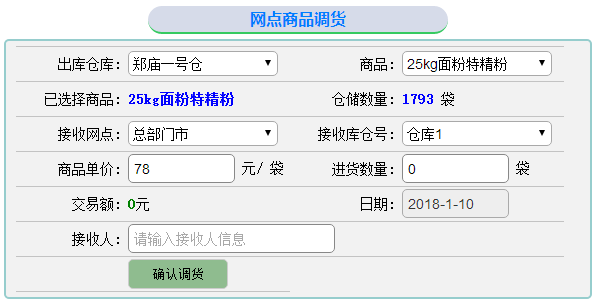 网点商品调货
出库仓库： 郑庙一号仓 商品： 25kg面粉特精粉
已选择商品：25kg面粉特精粉 仓储数量：1793 袋
接收网点： 总部门市 接收库仓号： 仓库1
商品单价： 78 元/ 袋 进货数量： 0 袋
交易额：0元 日期： 2018-1-10
接收人： 请输入接收人信息
确认调货